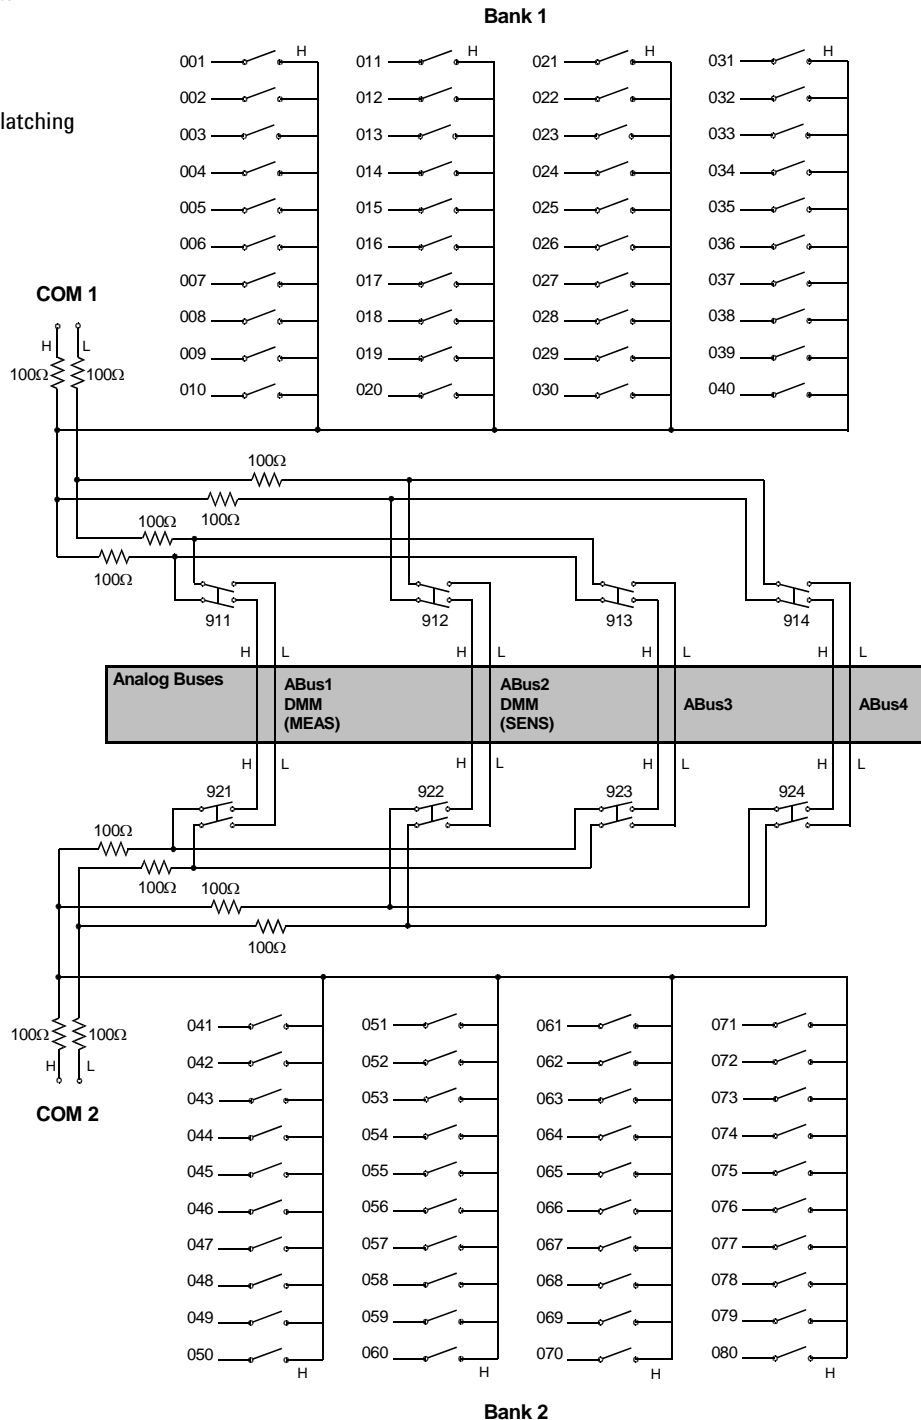 Bank 1
latching
001 H 011 H 021 H 031 H
002 012 022 032
003 013 023 033
004 014 024 034
005 015 025 035
006 016 026 036
007 017 027 037
008 018 028 038
009 019 029 039
010 020 030 040
COM 1
H L
100Ω 100Ω
100Ω
100Ω
100Ω
100Ω
911 912 913 914
H L H L H L H L
Analog Buses
ABus1
DMM
(MEAS)
ABus2
DMM
(SENS)
ABus3
ABus4
H L H L H L H L
921 922 923 924
100Ω
100Ω
100Ω
100Ω
100Ω 100Ω
H L
COM 2
041 051 061 071
042 052 062 072
043 053 063 073
044 054 064 074
045 055 065 075
046 056 066 076
047 057 067 077
048 058 068 078
049 059 069 079
050 060 070 080
H H H H
Bank 2